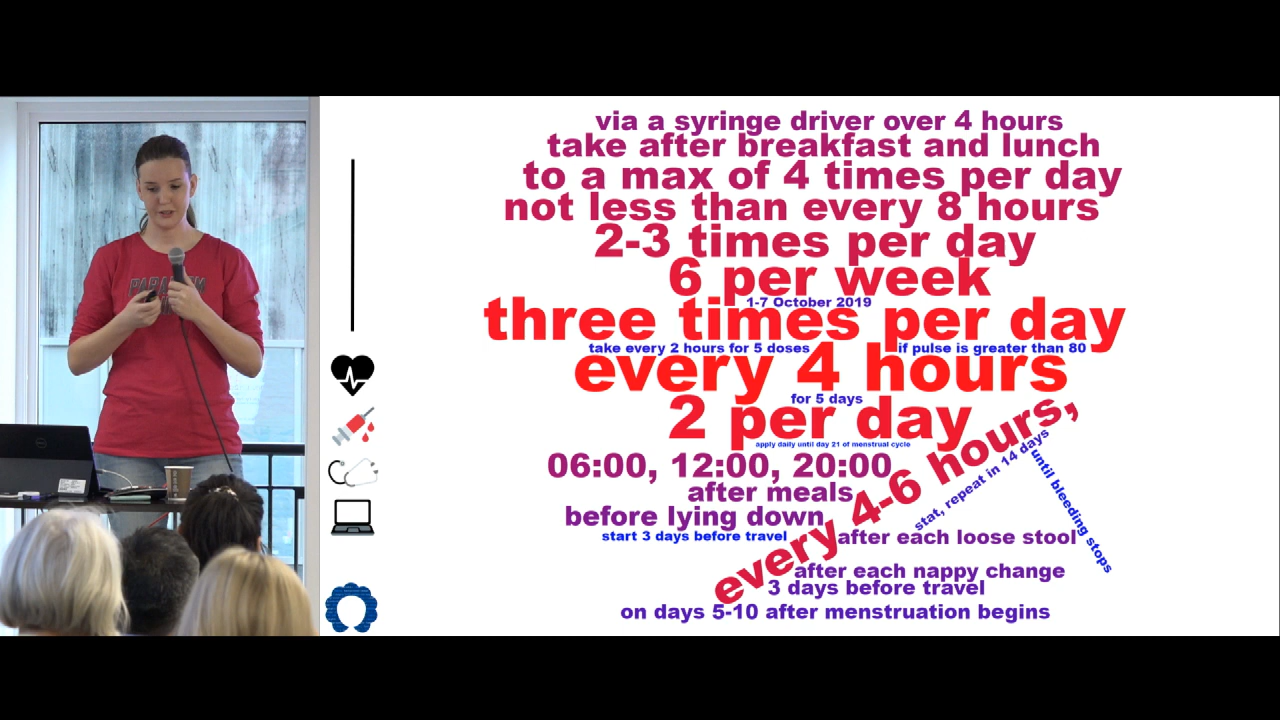 via a syringe driver over 4 hours
take after breakfast and lunch
to a max of 4 times per day
not less than every 8 hours
2-3 times per day
6 per week
1-7 October 2019
three times per day
take every 2 hours for 5 doses
if pulse is greater than 80
every 4 hours
for 5 days
2 per day
apply daily until day 21 of menstrual cycle
every 4-6 hours,
06:00, 12:00, 20:00
stat, repeat in 14 days
until bleeding stops
after meals
before lying down
start 3 days before travel
after each loose stool
after each nappy change
3 days before travel
on days 5-10 after menstruation begins